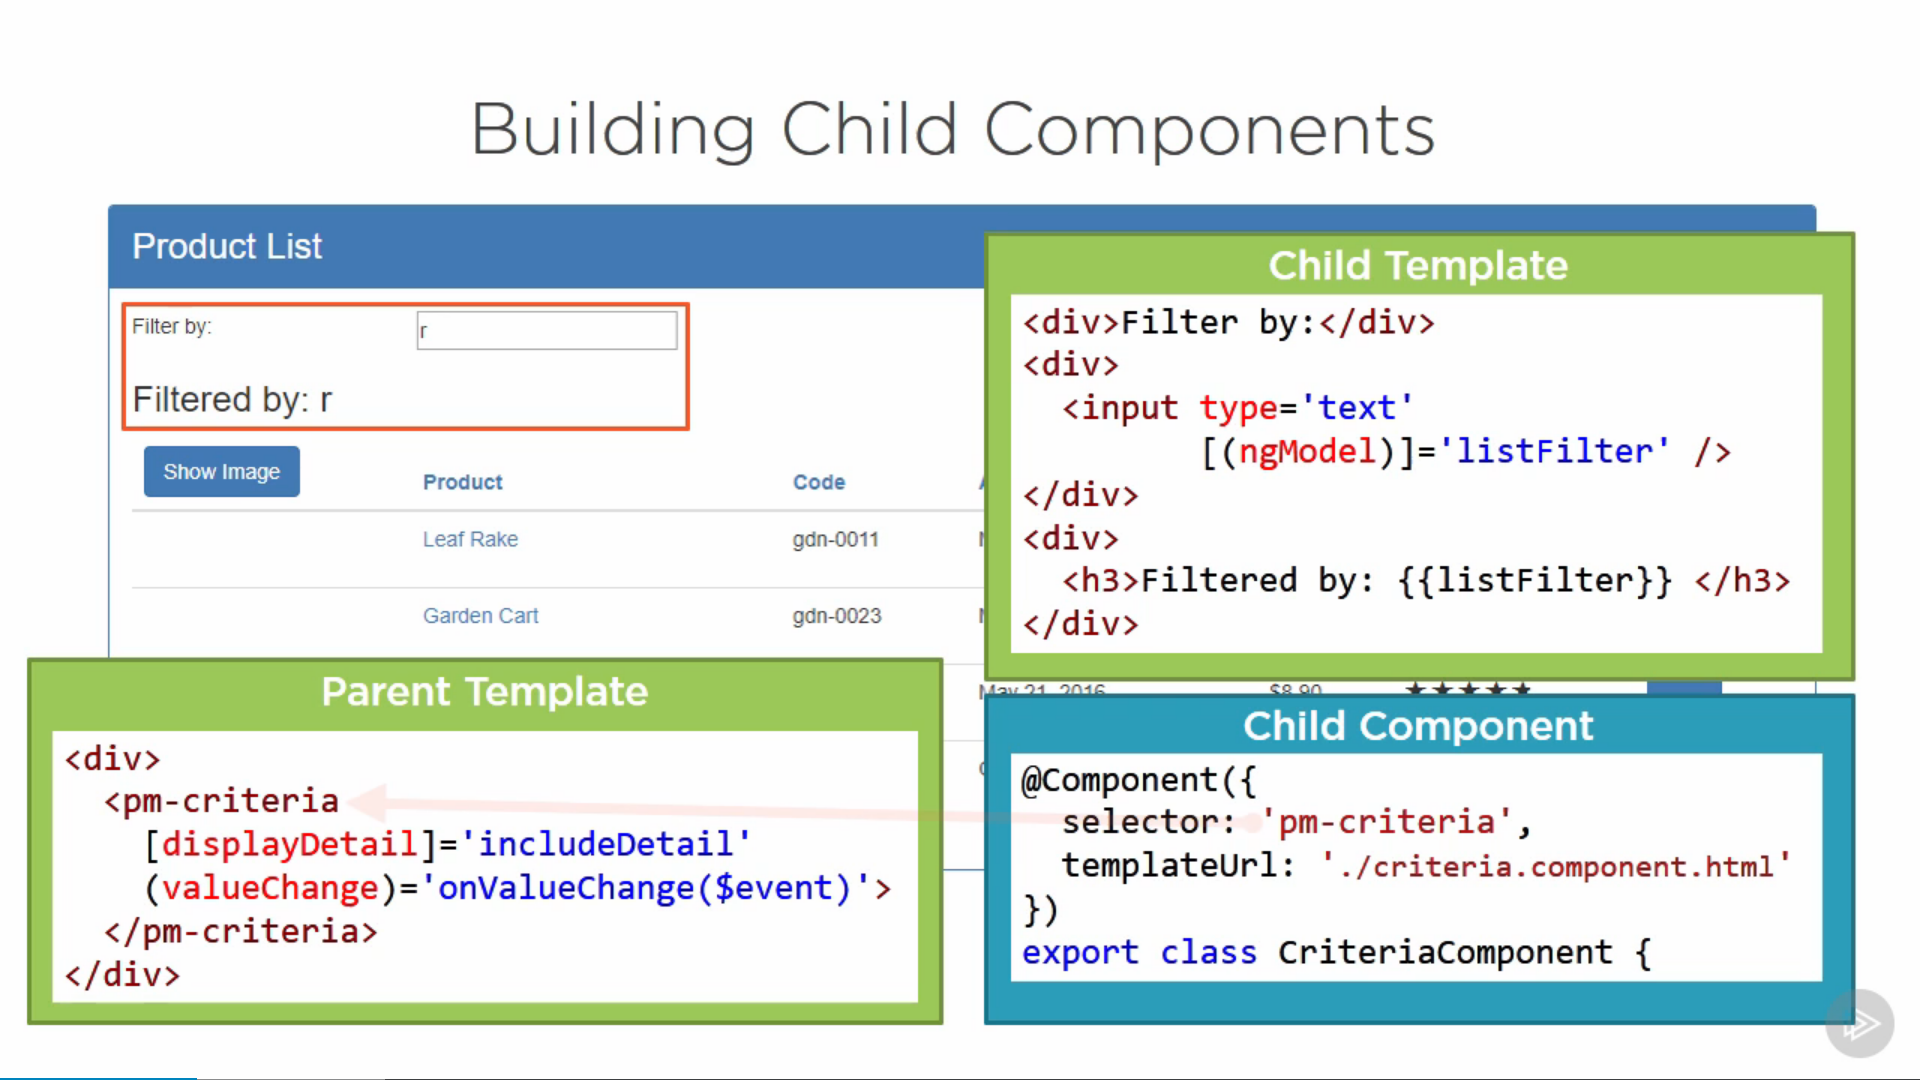 Building Child Components
Product List
Filter by:
r
Filtered by: r
Show Image
Product
Code
Leaf Rake
gdn-0011
Garden Cart
gdn-0023
May 21, 2016
$8.90
Child Template
<div>Filter by:</div>
<div>
<input type='text'
[(ngModel)]='listFilter' />
</div>
<div>
<h3>Filtered by: {{listFilter}} </h3>
</div>
Parent Template
<div>
<pm-criteria
[displayDetail]='includeDetail'
(valueChange)='onValueChange($event)'>
</pm-criteria>
</div>
Child Component
@Component({
selector: 'pm-criteria',
templateUrl: './criteria.component.html'
})
export class CriteriaComponent {